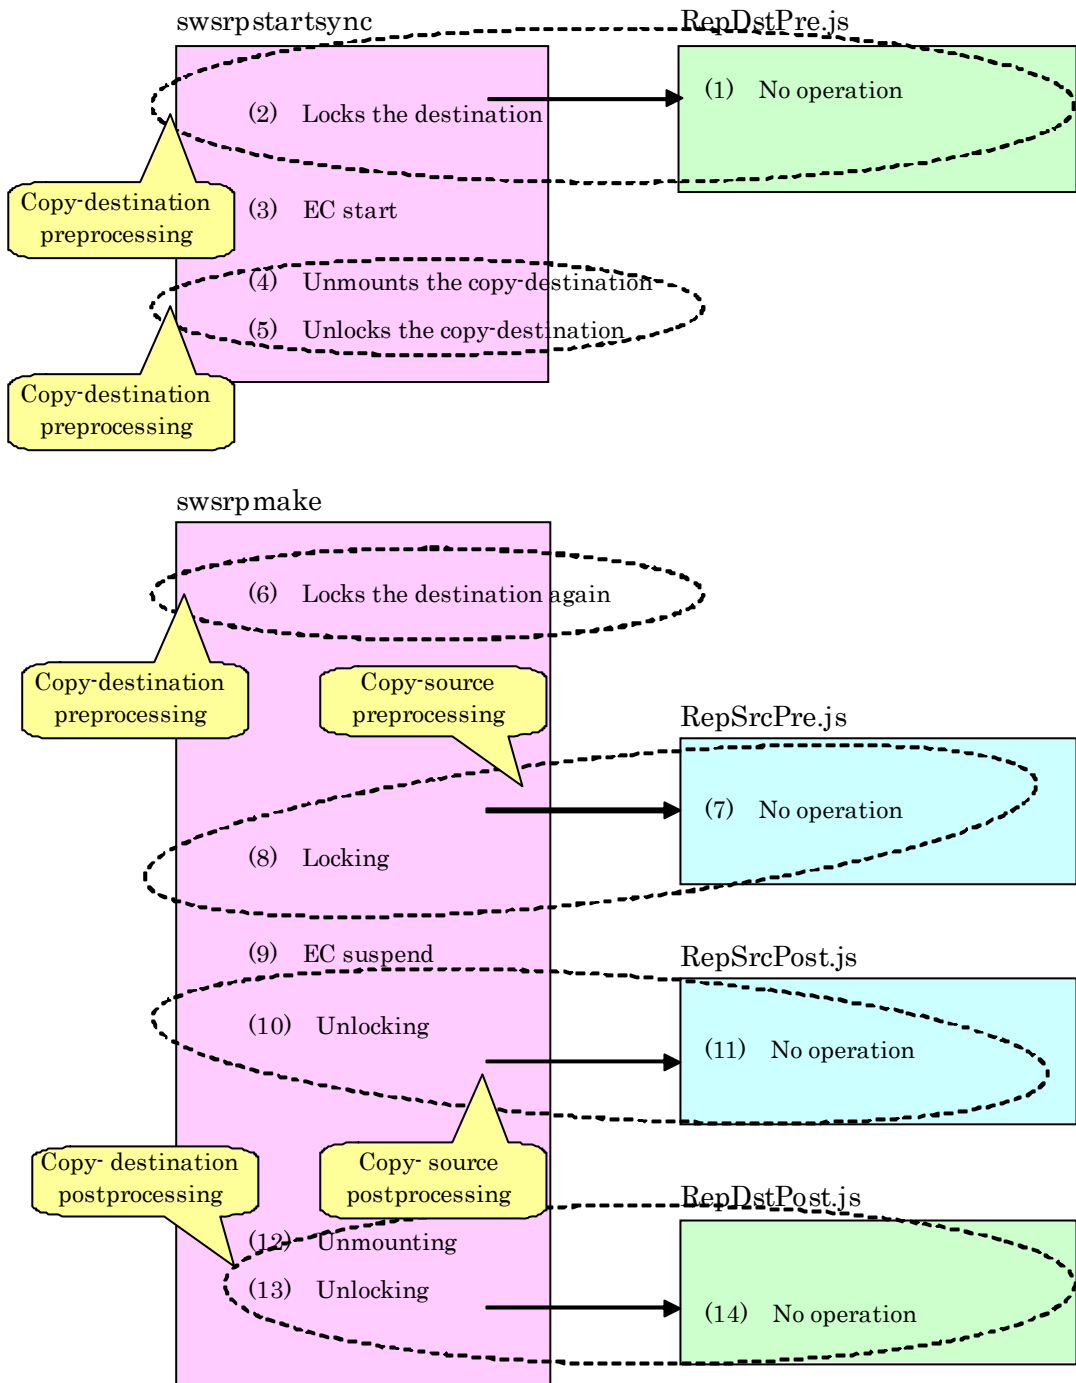 swsrpstartsync
RepDstPre.js
(1) No operation
(2) Locks the destination
Copy-destination
preprocessing
(3) EC start
(4) Unmounts the copy-destination
(5) Unlocks the copy-destination
Copy-destination
preprocessing
swsrpmake
(6) Locks the destination again
Copy-destination
preprocessing
Copy-source
preprocessing
RepSrcPre.js
(7) No operation
(8) Locking
(9) EC suspend
RepSrcPost.js
(10) Unlocking
(11) No operation
Copy- destination
postprocessing
Copy- source
postprocessing
RepDstPost.js
(12) Unmounting
(13) Unlocking
(14) No operation